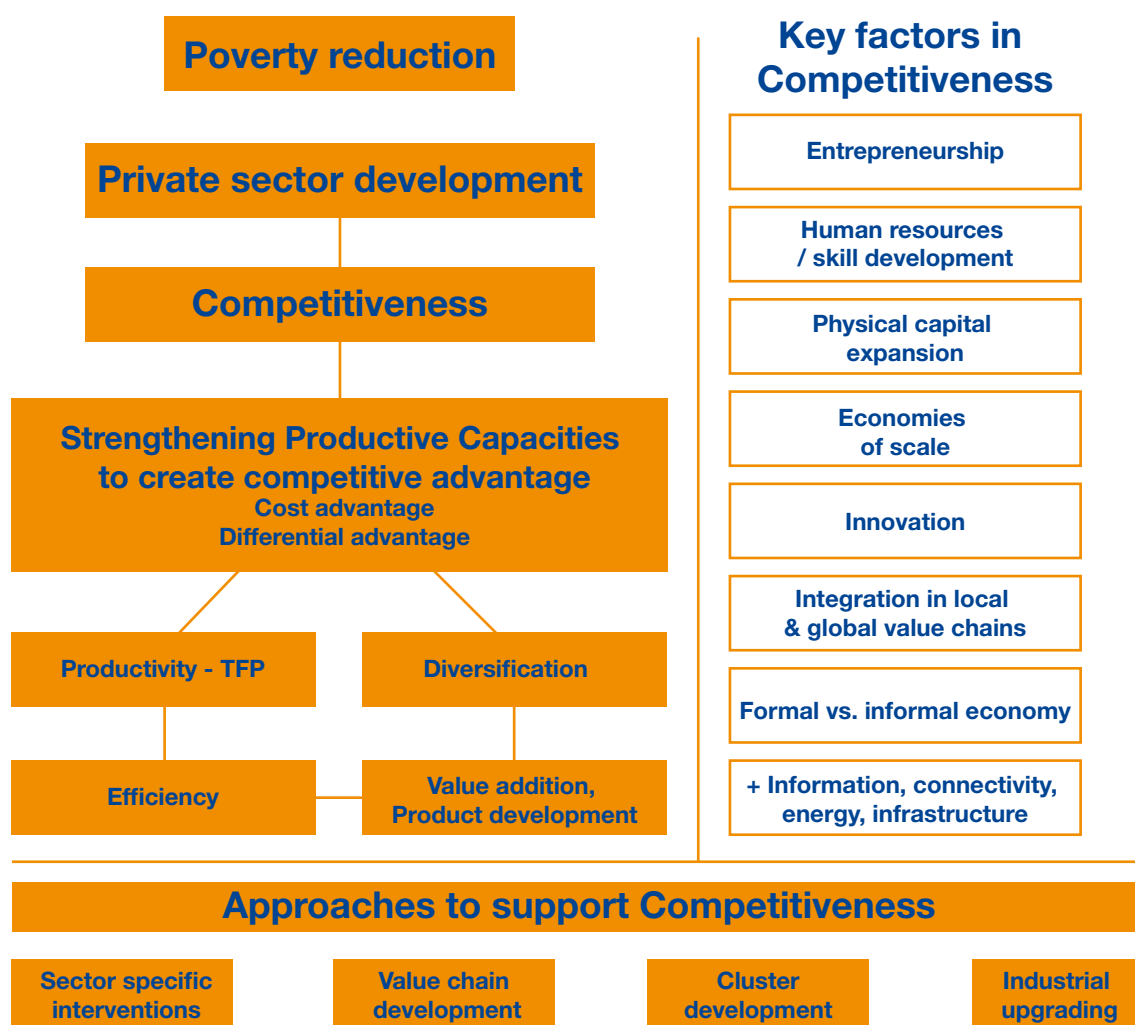 Poverty reduction
Private sector development
Competitiveness
Strengthening Productive Capacities
to create competitive advantage
Cost advantage
Differential advantage
Productivity - TFP
Diversification
Efficiency
Value addition,
Product development
Key factors in
Competitiveness
Entrepreneurship
Human resources
/ skill development
Physical capital
expansion
Economies
of scale
Innovation
Integration in local
& global value chains
Formal vs. informal economy
+ Information, connectivity,
energy, infrastructure
Approaches to support Competitiveness
Sector specific
interventions
Value chain
development
Cluster
development
Industrial
upgrading